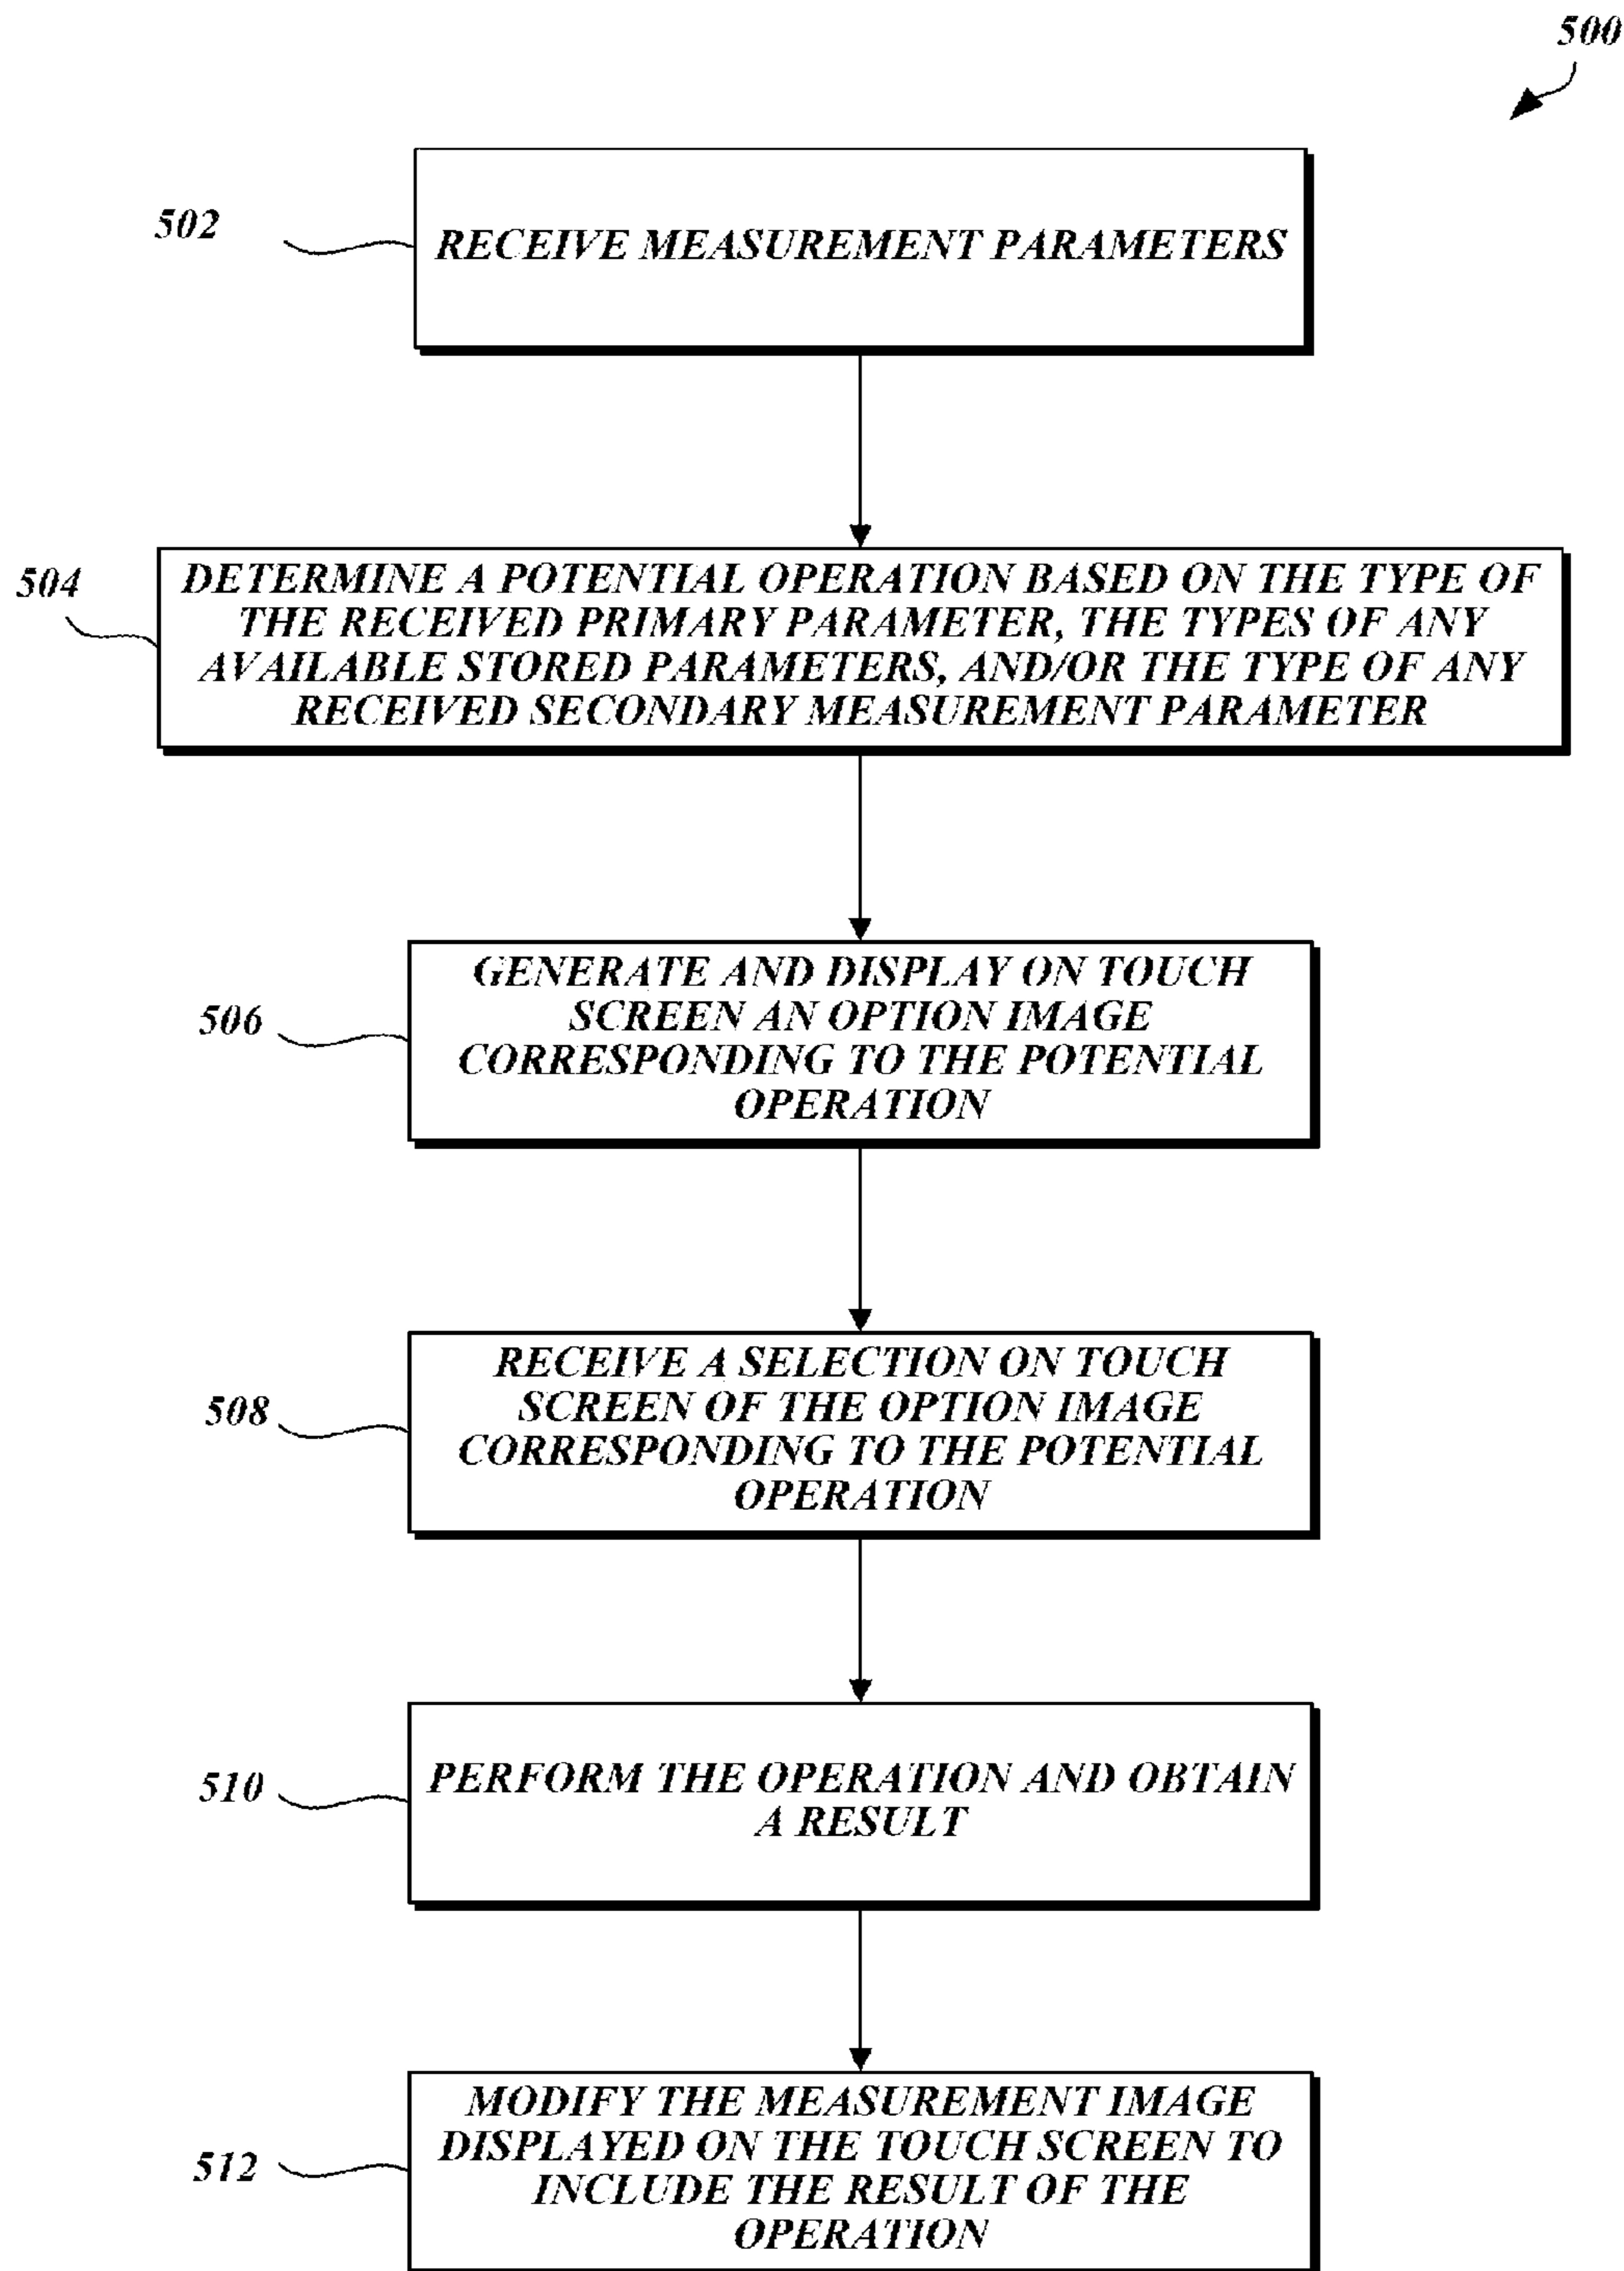 500
502
RECEIVE MEASUREMENT PARAMETERS
504
DETERMINE A POTENTIAL OPERATION BASED ON THE TYPE OF
THE RECEIVED PRIMARY PARAMETER, THE TYPES OF ANY
AVAILABLE STORED PARAMETERS, AND/OR THE TYPE OF ANY
RECEIVED SECONDARY MEASUREMENT PARAMETER
506
GENERATE AND DISPLAY ON TOUCH
SCREEN AN OPTION IMAGE
CORRESPONDING TO THE POTENTIAL
OPERATION
508
RECEIVE A SELECTION ON TOUCH
SCREEN OF THE OPTION IMAGE
CORRESPONDING TO THE POTENTIAL
OPERATION
510
PERFORM THE OPERATION AND OBTAIN
A RESULT
512
MODIFY THE MEASUREMENT IMAGE
DISPLAYED ON THE TOUCH SCREEN TO
INCLUDE THE RESULT OF THE
OPERATION